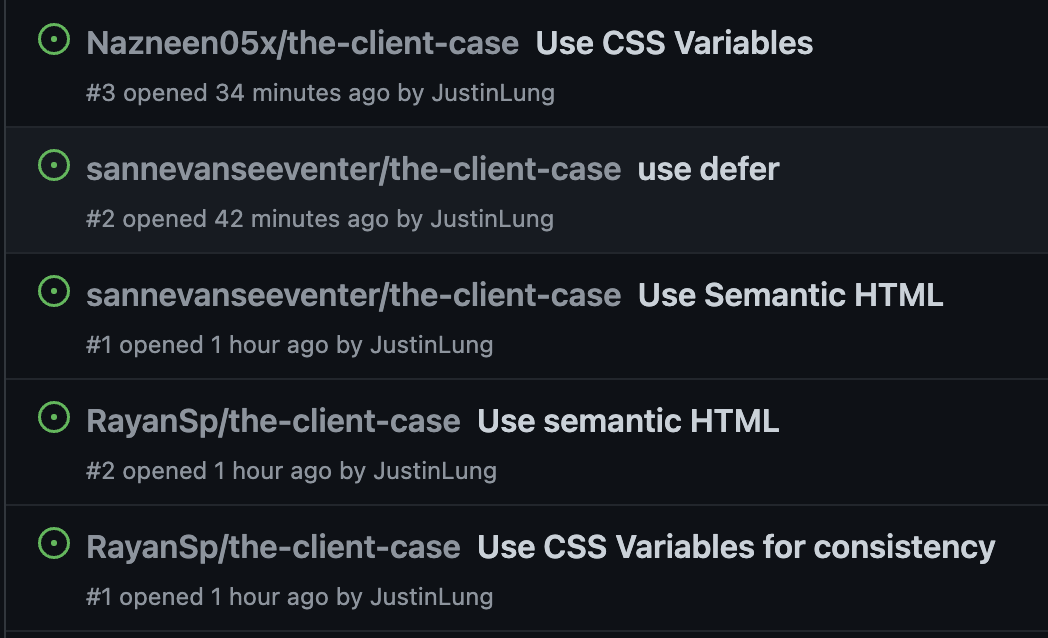 Nazneen05x/the-client-case Use CSS Variables
#3 opened 34 minutes ago by JustinLung
sannevanseeventer/the-client-case use defer
#2 opened 42 minutes ago by JustinLung
sannevanseeventer/the-client-case Use Semantic HTML
#1 opened 1 hour ago by JustinLung
RayanSp/the-client-case Use semantic HTML
#2 opened 1 hour ago by JustinLung
RayanSp/the-client-case Use CSS Variables for consistency
#1 opened 1 hour ago by JustinLung